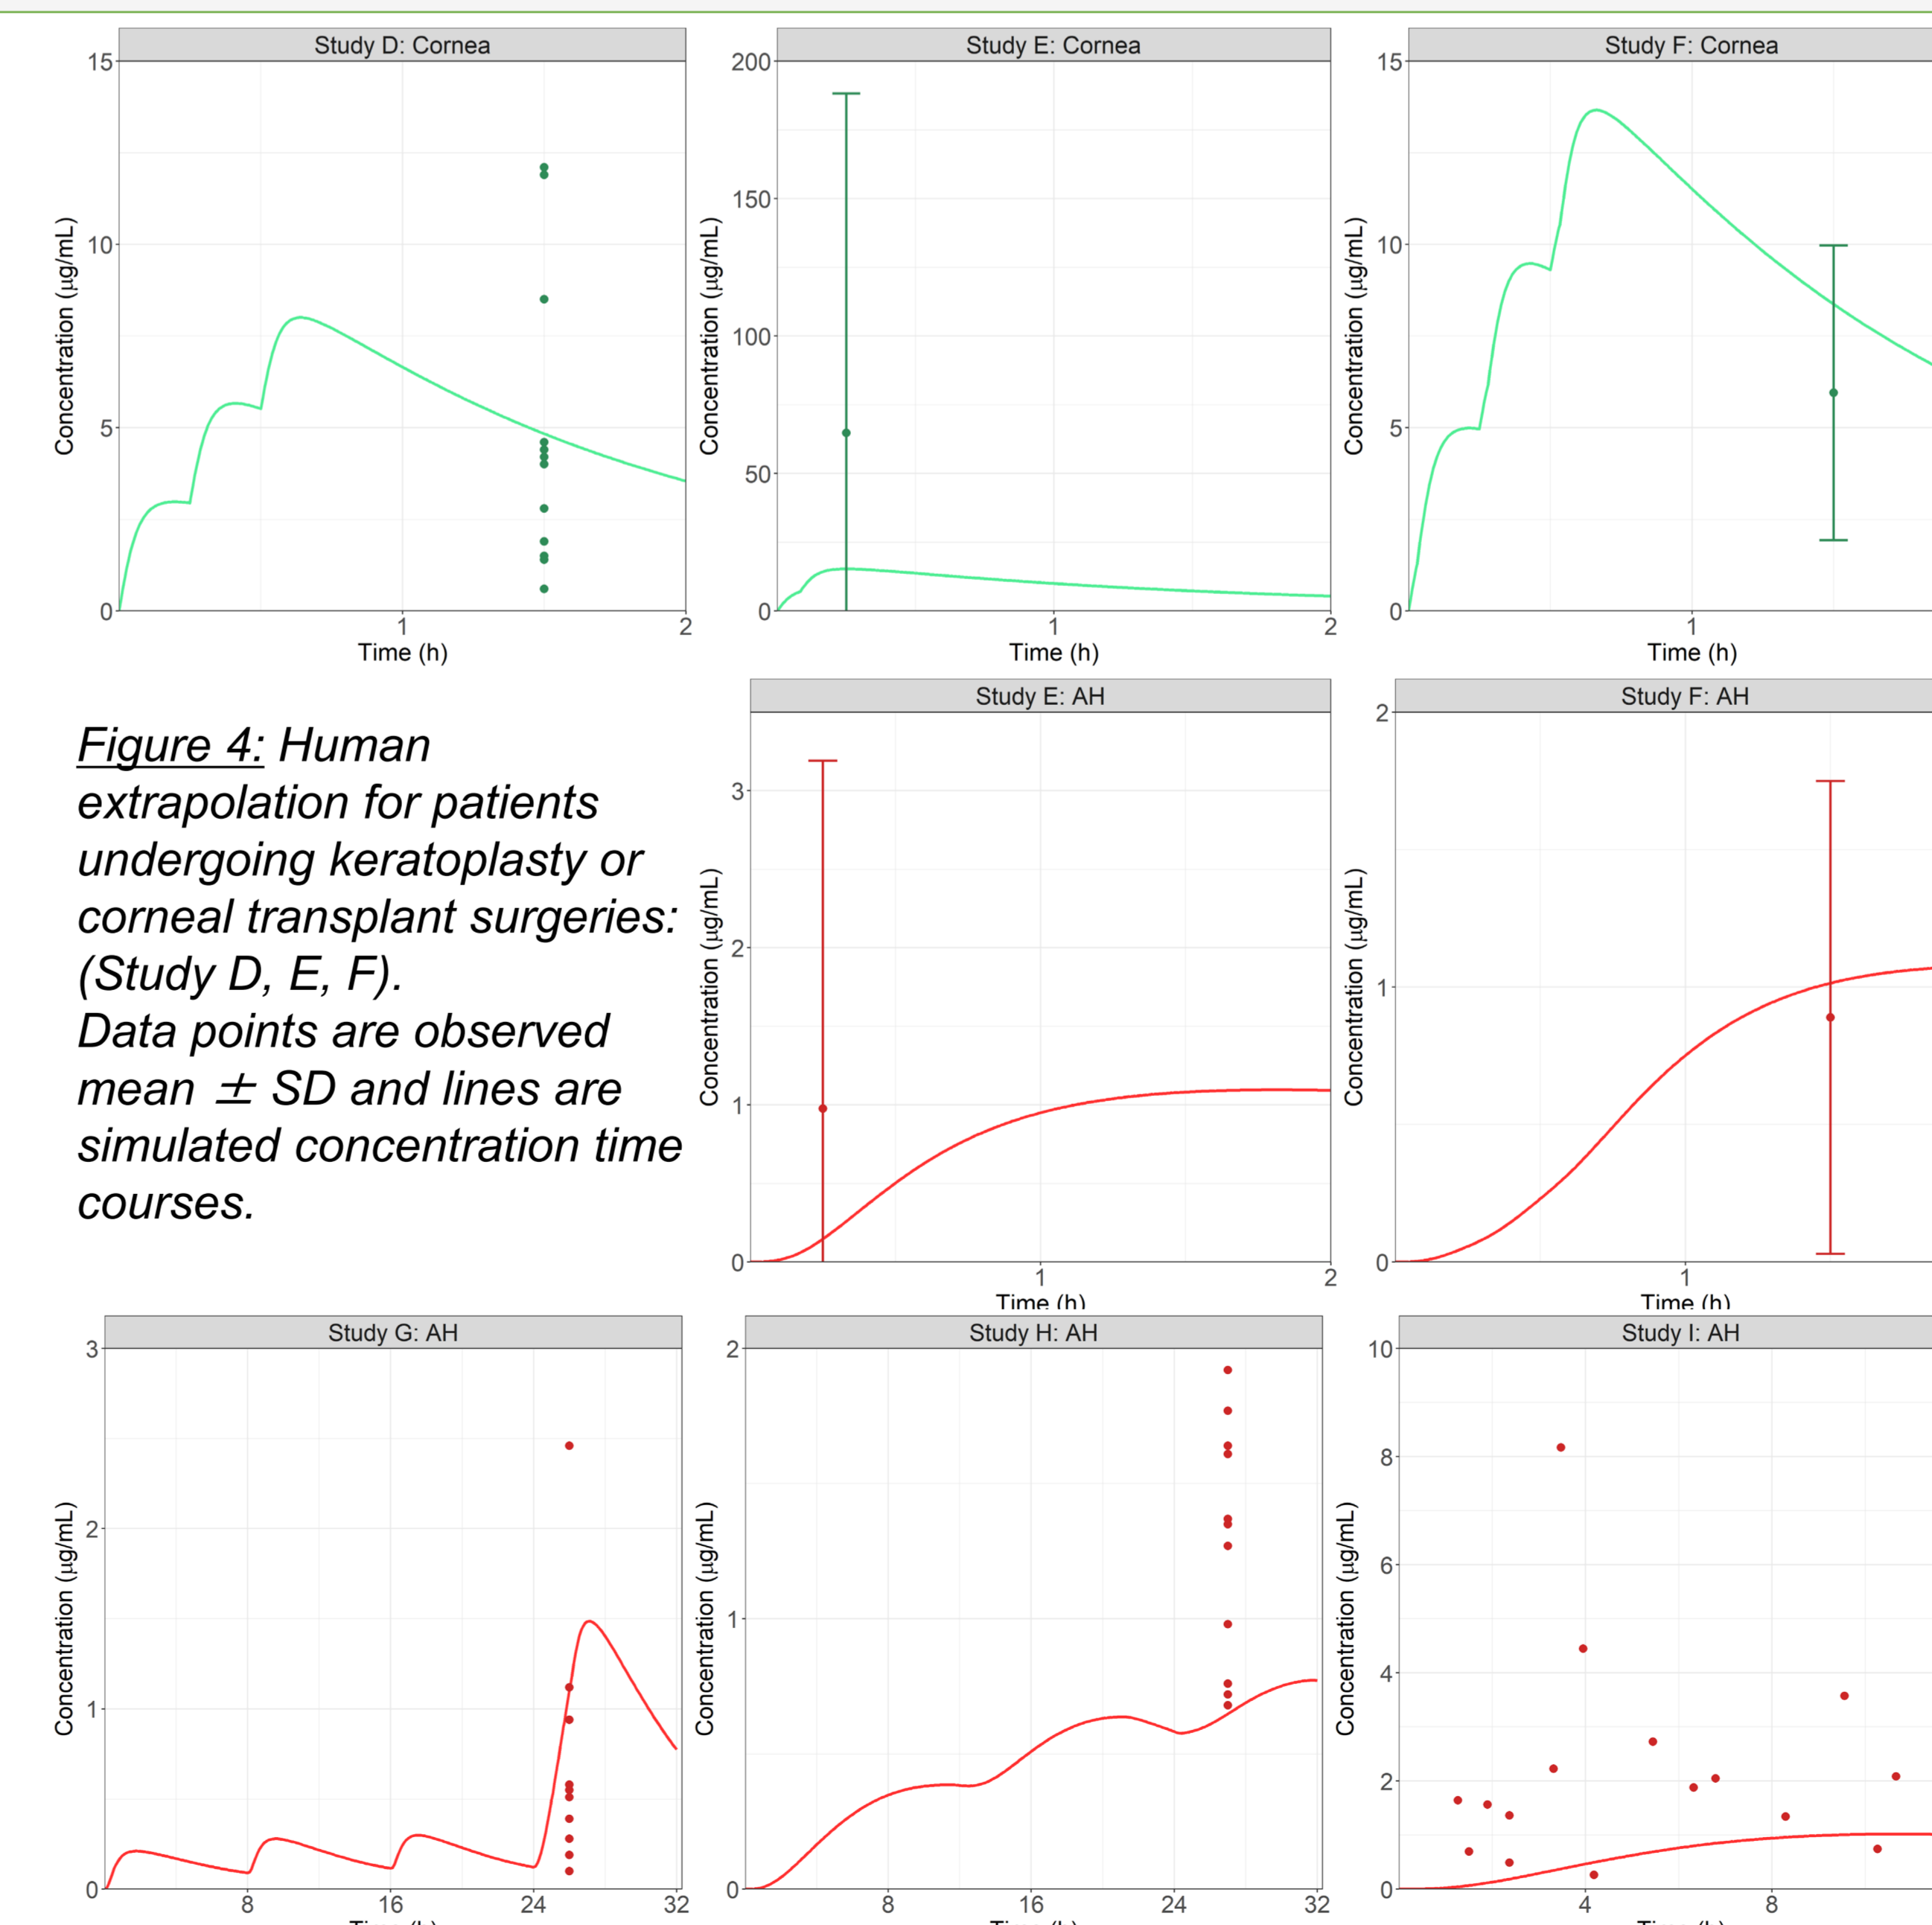 Study D: Cornea
15
10
5
0
1
2
Concentration (µg/mL)
Time (h)
Study E: Cornea
200
150
100
50
0
1
2
Concentration (µg/mL)
Time (h)
Study F: Cornea
15
10
5
0
1
Concentration (µg/mL)
Time (h)
Figure 4: Human
extrapolation for patients
undergoing keratoplasty or
corneal transplant surgeries:
(Study D, E, F).
Data points are observed
mean ± SD and lines are
simulated concentration time
courses.
Study E: AH
3
2
1
0
1
2
Concentration (µg/mL)
Time (h)
Study F: AH
2
1
0
1
Concentration (µg/mL)
Time (h)
Study G: AH
3
2
1
0
8
16
24
32
Concentration (µg/mL)
Time (h)
Study H: AH
2
1
0
8
16
24
32
Concentration (µg/mL)
Time (h)
Study I: AH
10
8
6
4
2
0
4
8
Concentration (µg/mL)
Time (h)